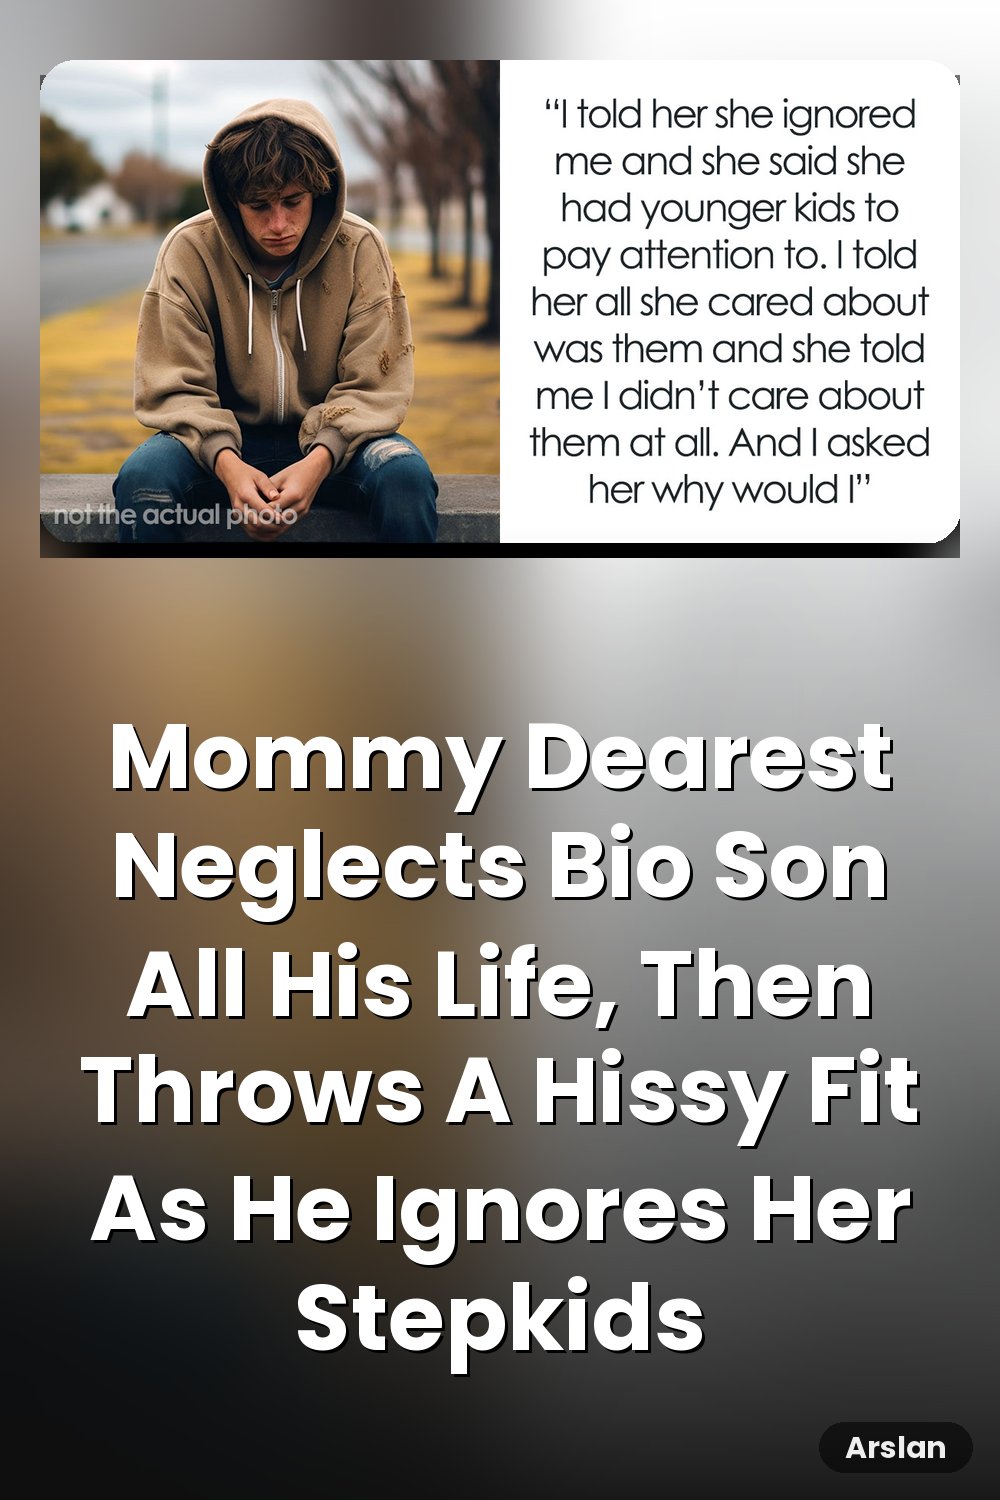 “I told her she ignored
me and she said she
had younger kids to
pay attention to. I told
her all she cared about
was them and she told
me I didn’t care about
them at all. And I asked
her why would I”
not the actual photo
Mommy Dearest
Neglects Bio Son
All His Life, Then
Throws A Hissy Fit
As He Ignores Her
Stepkids
Arslan